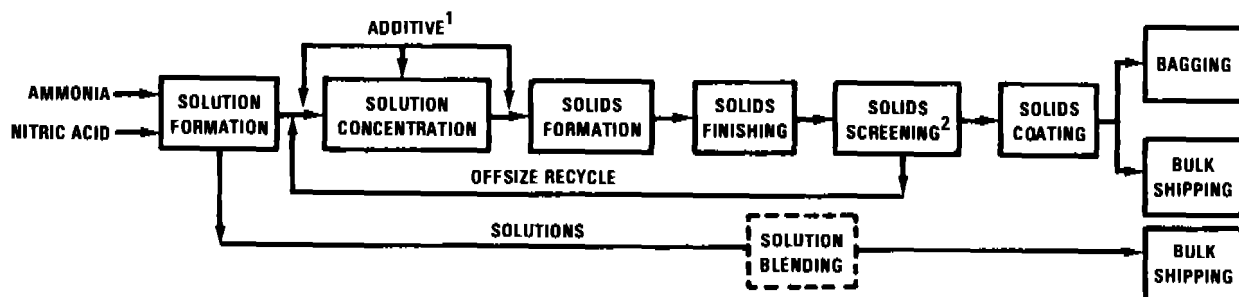 ADDITIVE1
AMMONIA
NITRIC ACID
SOLUTION
FORMATION
SOLUTION
CONCENTRATION
SOLIDS
FORMATION
SOLIDS
FINISHING
SOLIDS
SCREENING2
SOLIDS
COATING
BAGGING
BULK
SHIPPING
OFFSIZE RECYCLE
SOLUTIONS
SOLUTION
BLENDING
BULK
SHIPPING